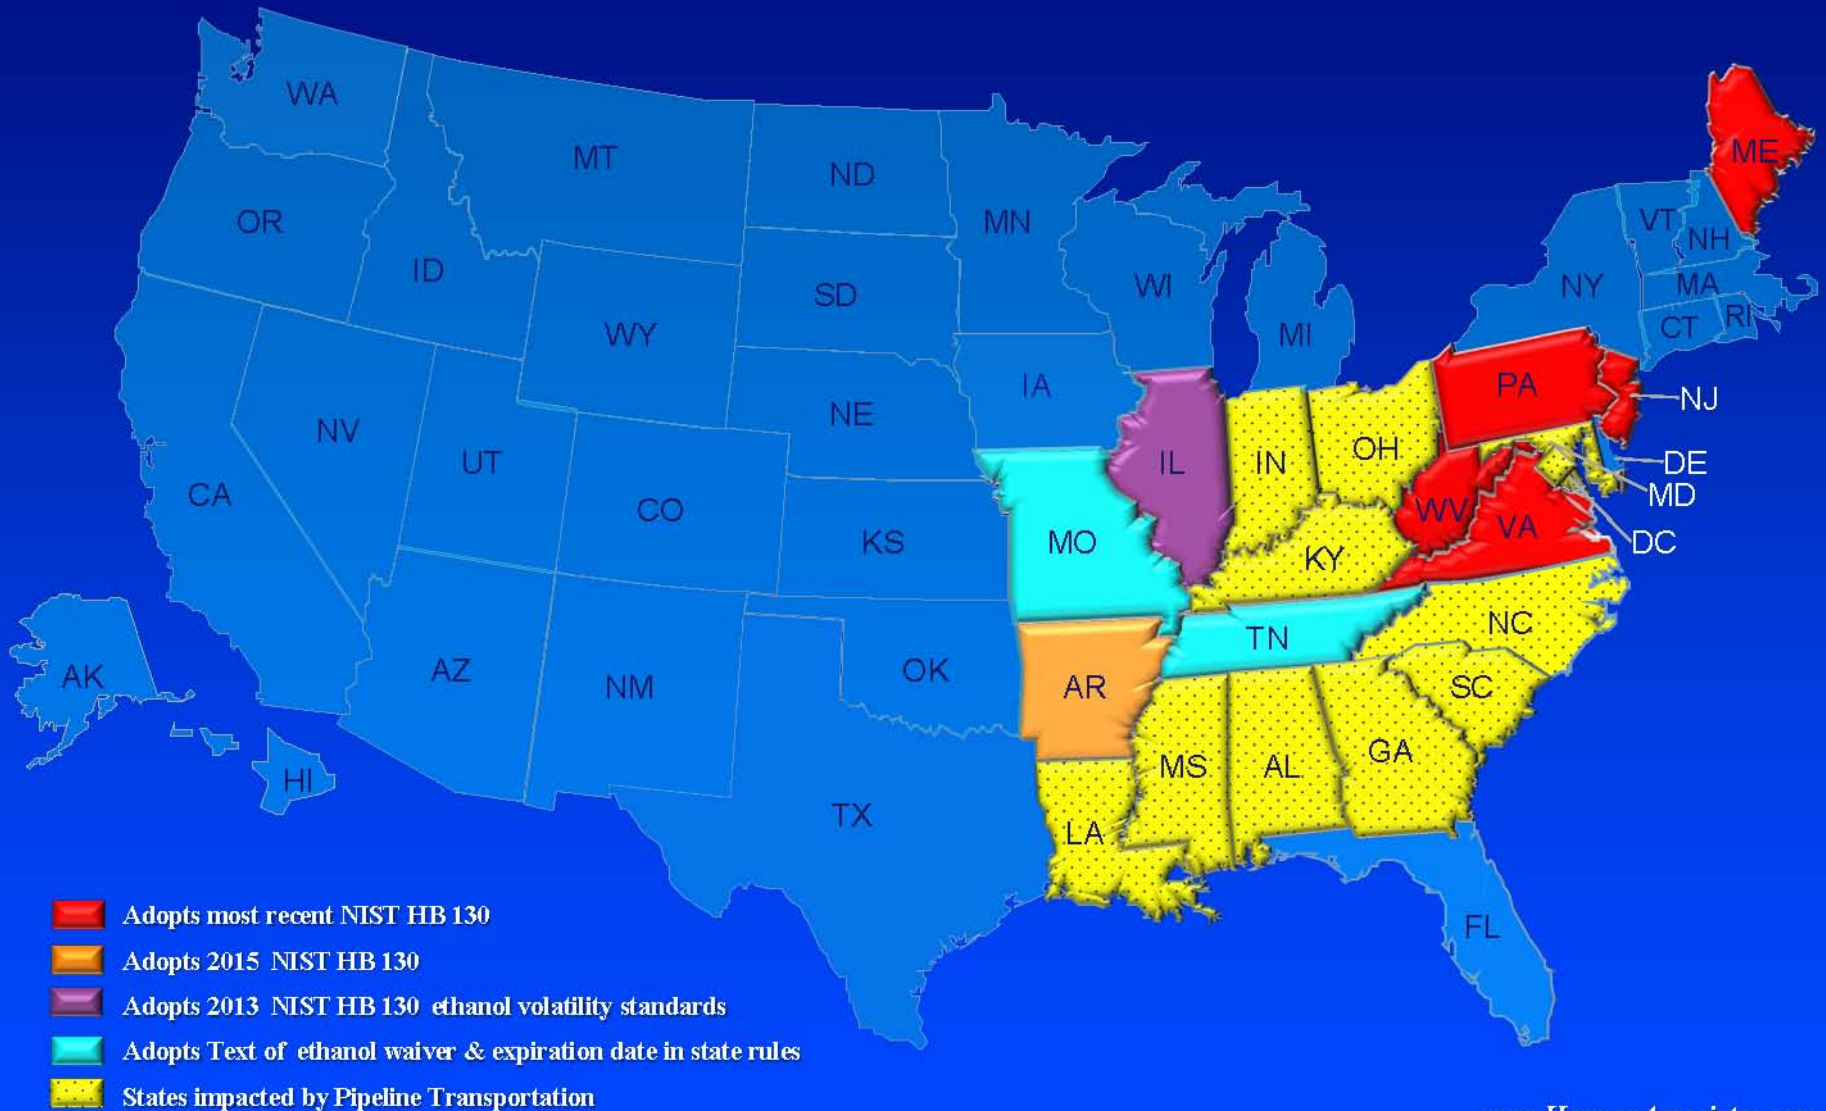 WA
MT
ND
MN
ME
OR
ID
SD
WI
MI
VT
NH
NY
MA
CT
RI
WY
IA
NE
PA
NJ
NV
UT
CA
CO
KS
MO
IL
IN
OH
WV
VA
DE
MD
DC
KY
AK
AZ
NM
OK
AR
TN
NC
SC
HI
TX
LA
MS
AL
GA
FL
Adopts most recent NIST HB 130
Adopts 2015 NIST HB 130
Adopts 2013 NIST HB 130 ethanol volatility standards
Adopts Text of ethanol waiver & expiration date in state rules
States impacted by Pipeline Transportation